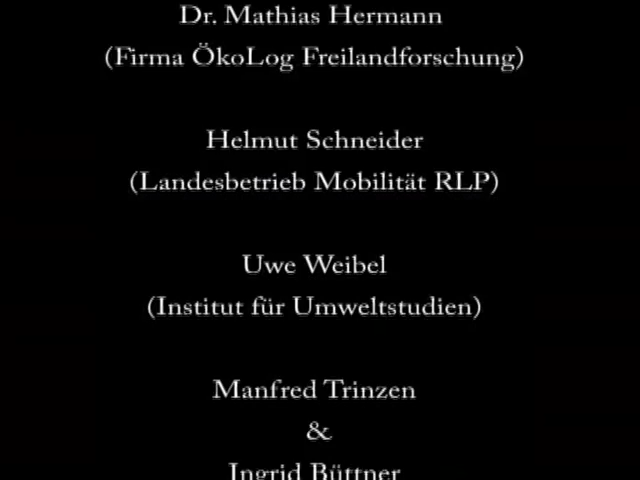 Dr. Mathias Hermann
(Firma ÖkoLog Freilandforschung)
Helmut Schneider
(Landesbetrieb Mobilität RLP)
Uwe Weibel
(Institut für Umweltstudien)
Manfred Trinzen
&
Ingrid Büttner